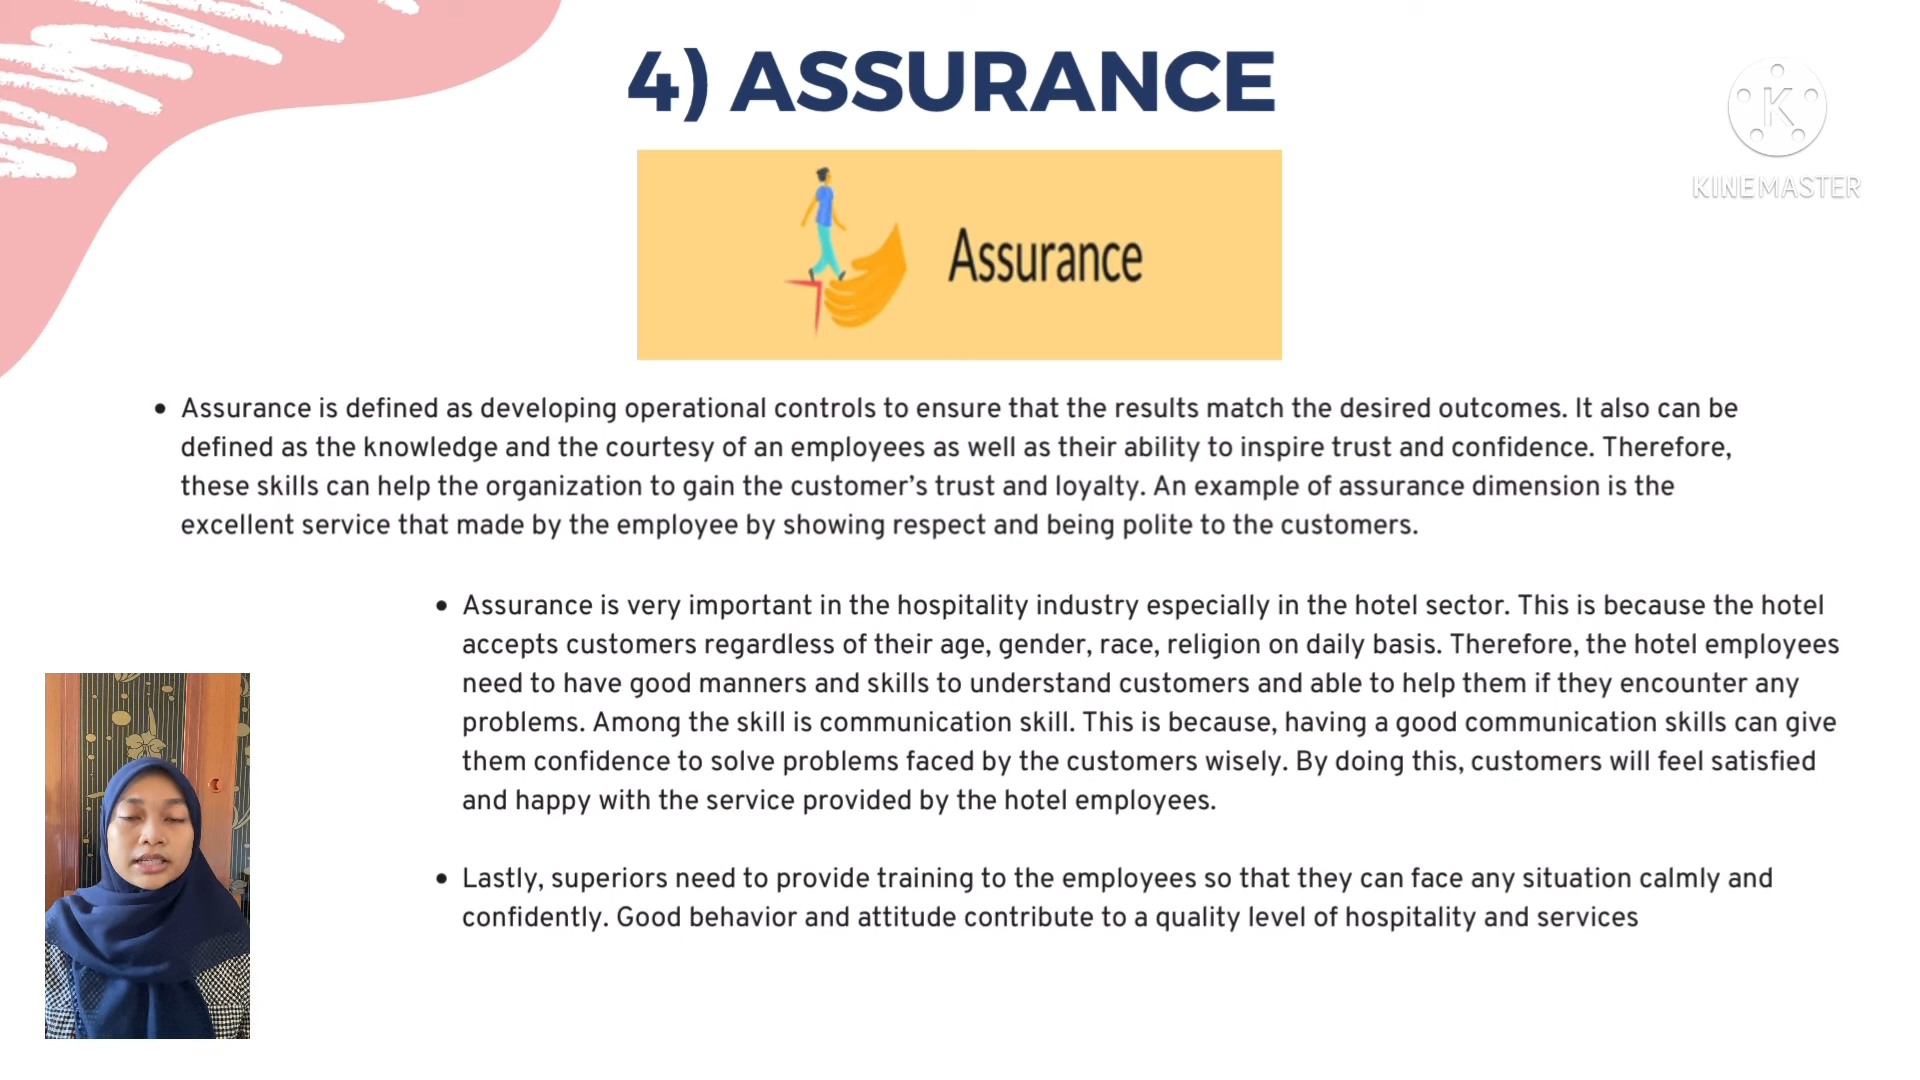 4) ASSURANCE
K
KINEMASTER
Assurance
• Assurance is defined as developing operational controls to ensure that the results match the desired outcomes. It also can be
defined as the knowledge and the courtesy of an employees as well as their ability to inspire trust and confidence. Therefore,
these skills can help the organization to gain the customer’s trust and loyalty. An example of assurance dimension is the
excellent service that made by the employee by showing respect and being polite to the customers.
• Assurance is very important in the hospitality industry especially in the hotel sector. This is because the hotel
accepts customers regardless of their age, gender, race, religion on daily basis. Therefore, the hotel employees
need to have good manners and skills to understand customers and able to help them if they encounter any
problems. Among the skill is communication skill. This is because, having a good communication skills can give
them confidence to solve problems faced by the customers wisely. By doing this, customers will feel satisfied
and happy with the service provided by the hotel employees.
• Lastly, superiors need to provide training to the employees so that they can face any situation calmly and
confidently. Good behavior and attitude contribute to a quality level of hospitality and services